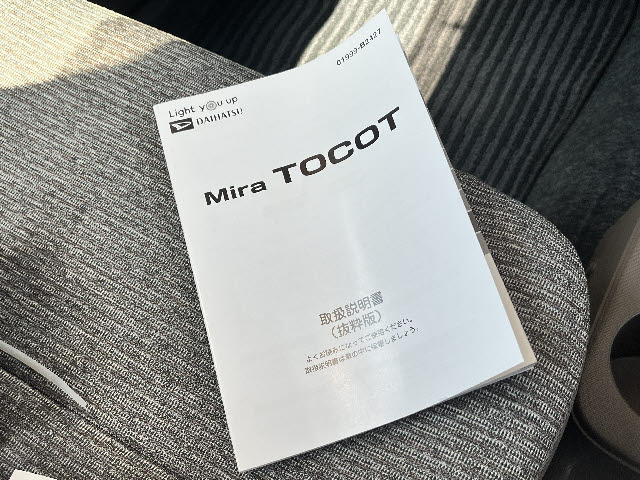 01999-B2427
Light y@u up
DAIHATSU
Mira TOCOT
取扱説明書
(抜粋版)
よくお読みになってご使用ください。
取扱説明書は車の中に保管しましょう。